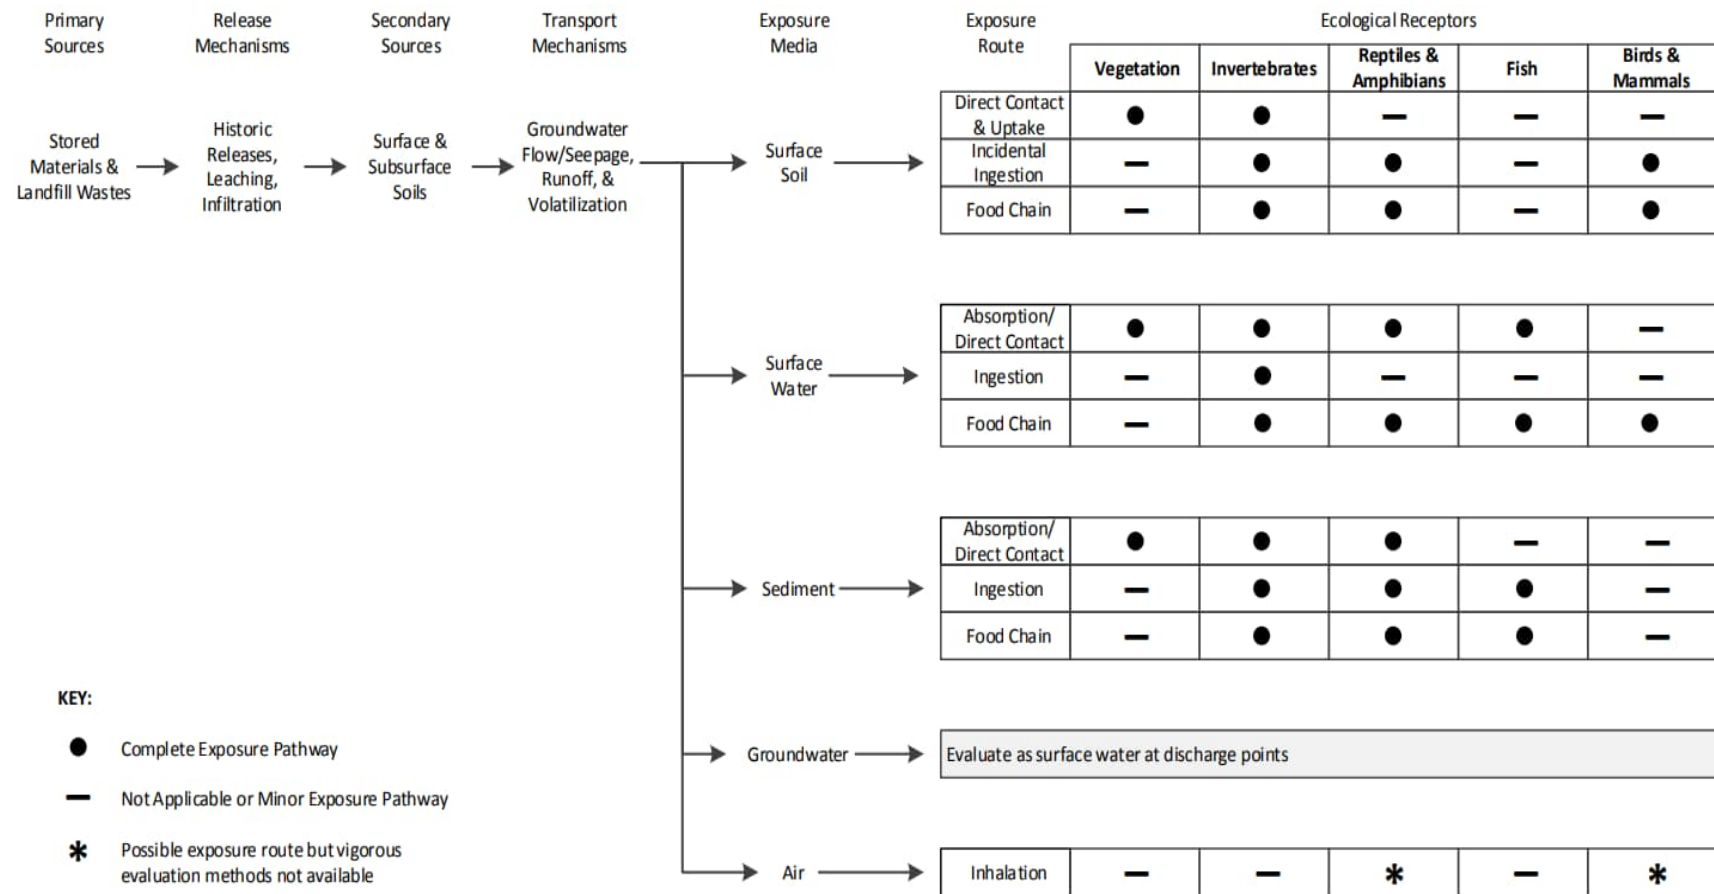 Primary
Sources
Release
Mechanisms
Secondary
Sources
Transport
Mechanisms
Exposure
Media
Exposure
Route
Ecological Receptors
Vegetation
Invertebrates
Reptiles &
Amphibians
Fish
Birds &
Mammals
Stored
Materials &
Landfill Wastes
Historic
Releases,
Leaching,
Infiltration
Surface &
Subsurface
Soils
Groundwater
Flow/Seepage,
Runoff, &
Volatilization
Surface
Soil
Direct Contact
& Uptake
● ● — — —
Incidental
Ingestion
— ● ● — ●
Food Chain — ● ● — ●
Surface
Water
Absorption/
Direct Contact
● ● ● ● —
Ingestion — ● — — —
Food Chain — ● ● ● ●
Sediment
Absorption/
Direct Contact
● ● ● — —
Ingestion — ● ● ● —
Food Chain — ● ● ● —
Groundwater
Evaluate as surface water at discharge points
Air
Inhalation — — * — *
KEY:
● Complete Exposure Pathway
— Not Applicable or Minor Exposure Pathway
* Possible exposure route but vigorous
evaluation methods not available